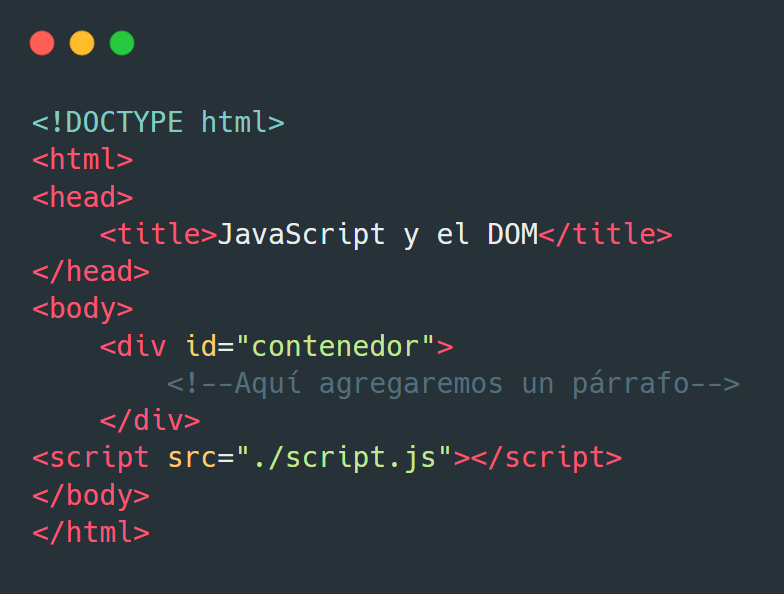 <!DOCTYPE html>
<html>
<head>
    <title>JavaScript y el DOM</title>
</head>
<body>
    <div id="contenedor">
        <!--Aquí agregaremos un párrafo-->
    </div>
<script src="./script.js"></script>
</body>
</html>